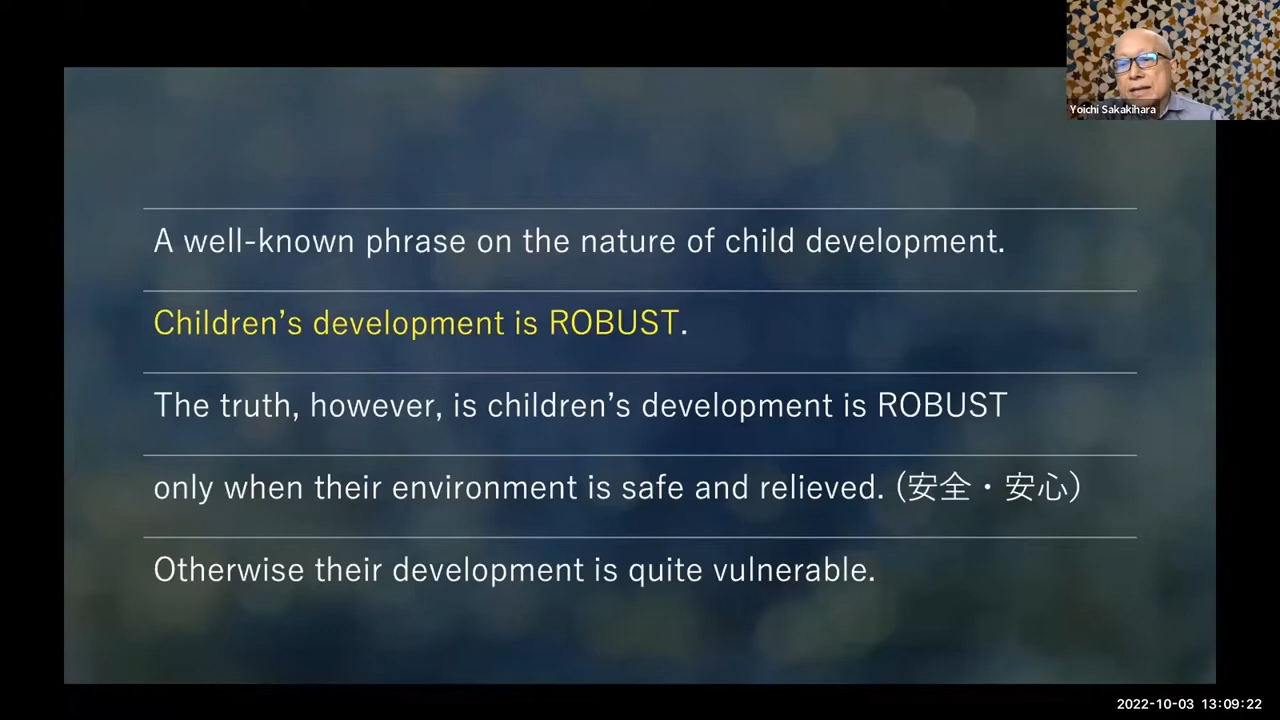 Yoichi Sakakihara
A well-known phrase on the nature of child development.
Children’s development is ROBUST.
The truth, however, is children’s development is ROBUST
only when their environment is safe and relieved. (安全・安心)
Otherwise their development is quite vulnerable.
2022-10-03 13:09:22